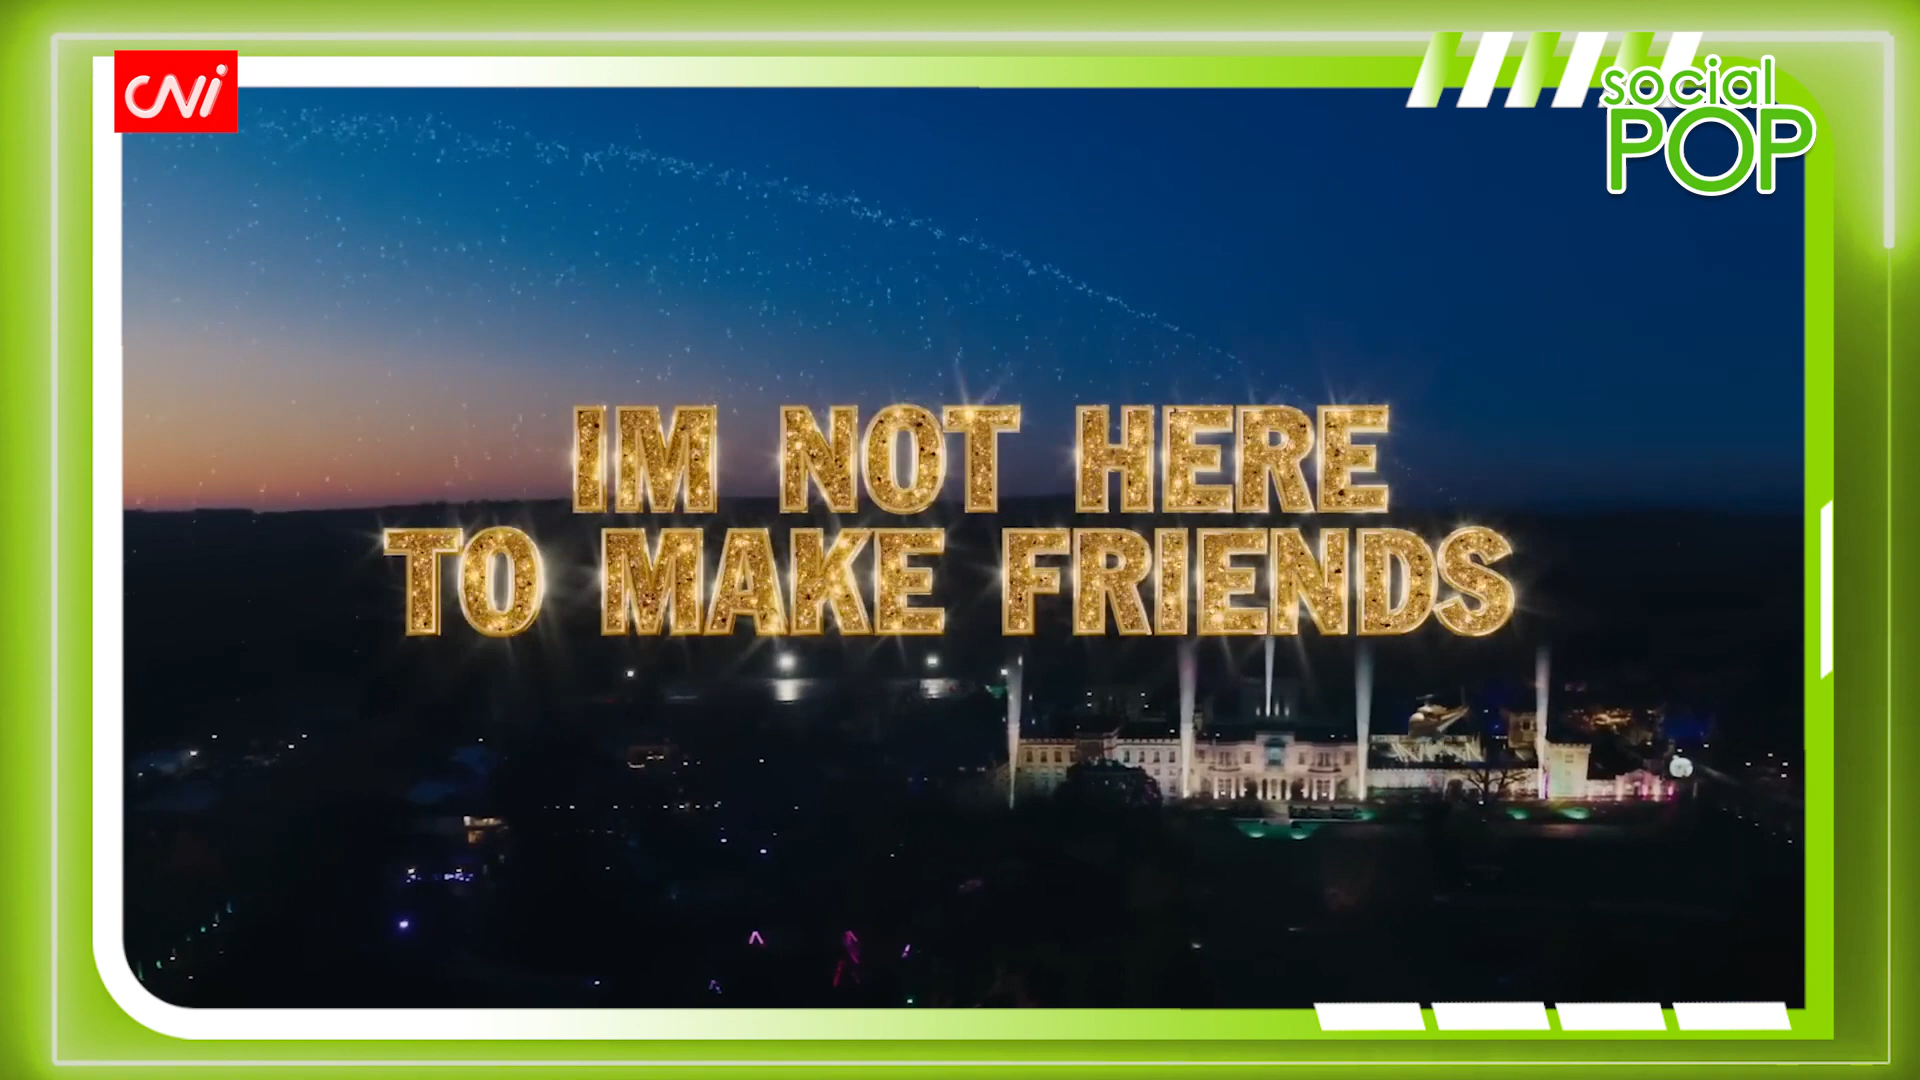 CNi
social
POP
IM NOT HERE
TO MAKE FRIENDS